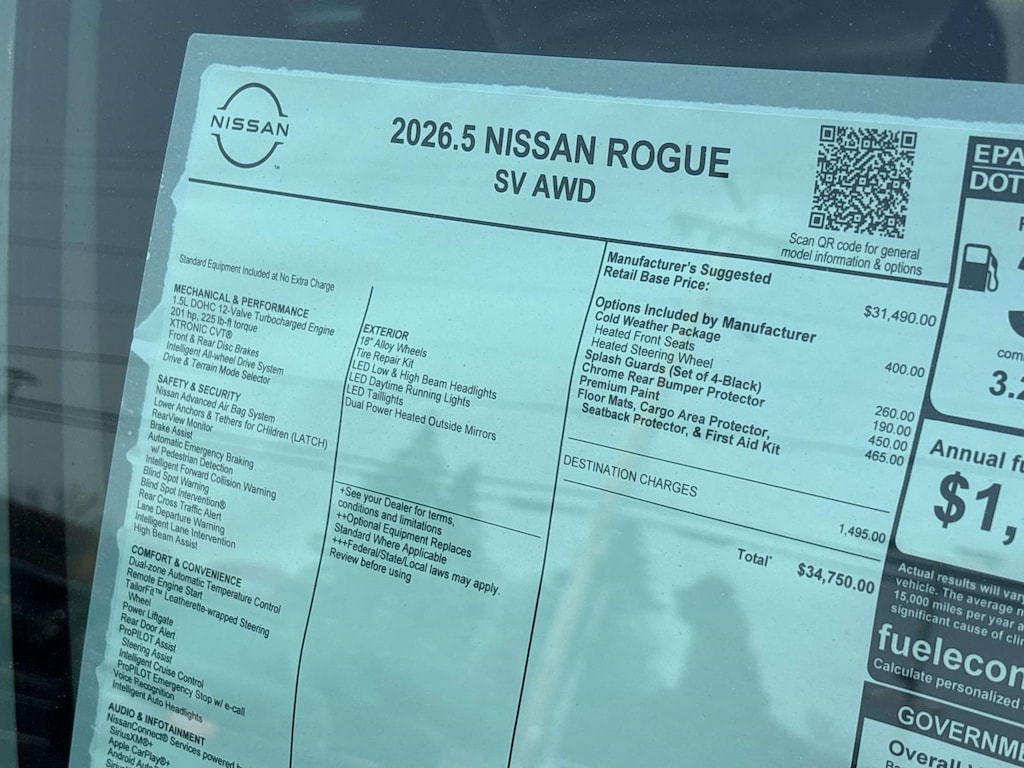 NISSAN
2026.5 NISSAN ROGUE
SV AWD
Scan QR code for general
model information & options
Standard Equipment Included at No Extra Charge
MECHANICAL & PERFORMANCE
1.5L DOHC 12-Valve Turbocharged Engine
201 hp, 225 lb-ft torque
XTRONIC CVT®
Front & Rear Disc Brakes
Intelligent All-wheel Drive System
Drive & Terrain Mode Selector
SAFETY & SECURITY
Nissan Advanced Air Bag System
Lower Anchors & Tethers for Children (LATCH)
RearView Monitor
Brake Assist
Automatic Emergency Braking
w/ Pedestrian Detection
Intelligent Forward Collision Warning
Blind Spot Warning
Blind Spot Intervention®
Rear Cross Traffic Alert
Lane Departure Warning
Intelligent Lane Intervention
High Beam Assist
COMFORT & CONVENIENCE
Dual-zone Automatic Temperature Control
Remote Engine Start
TailorFit™ Leatherette-wrapped Steering
Wheel
Power Liftgate
Rear Door Alert
ProPILOT Assist
Steering Assist
Intelligent Cruise Control
ProPILOT Emergency Stop w/ e-call
Voice Recognition
Intelligent Auto Headlights
AUDIO & INFOTAINMENT
NissanConnect® Services powered by
SiriusXM®+
Apple CarPlay®+
Android Auto
EXTERIOR
18" Alloy Wheels
Tire Repair Kit
LED Low & High Beam Headlights
LED Daytime Running Lights
LED Taillights
Dual Power Heated Outside Mirrors
+See your Dealer for terms,
conditions and limitations
++Optional Equipment Replaces
Standard Where Applicable
+++Federal/State/Local laws may apply.
Review before using
Manufacturer's Suggested
Retail Base Price: $31,490.00
Options Included by Manufacturer
Cold Weather Package 400.00
Heated Front Seats
Heated Steering Wheel
Splash Guards (Set of 4-Black) 260.00
Chrome Rear Bumper Protector 190.00
Premium Paint 450.00
Floor Mats, Cargo Area Protector, 465.00
Seatback Protector, & First Aid Kit
DESTINATION CHARGES 1,495.00
Total* $34,750.00
EPA
DOT
com
3.2
Annual fu
$1,
Actual results will vary
vehicle. The average n
15,000 miles per year a
significant cause of cli
fuelecon
Calculate personalized
GOVERNME
Overall V